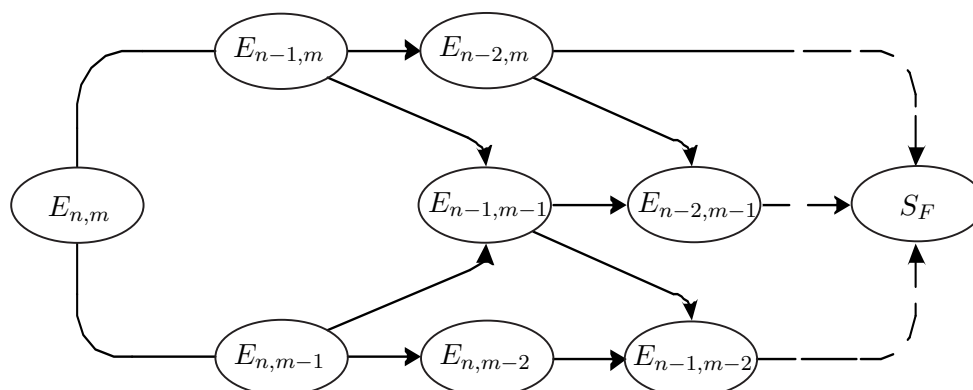 E_{n-1,m}
E_{n-2,m}
E_{n,m}
E_{n-1,m-1}
E_{n-2,m-1}
S_F
E_{n,m-1}
E_{n,m-2}
E_{n-1,m-2}